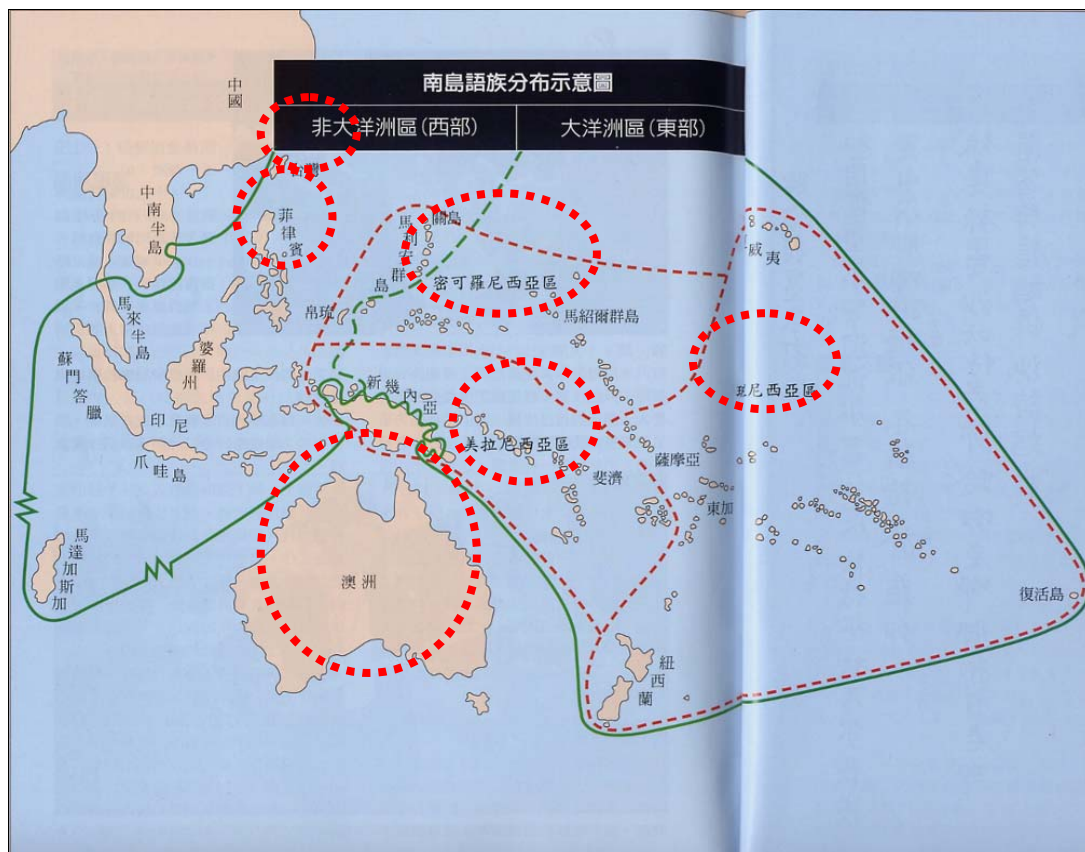 南島語族分布示意圖
非大洋洲區(西部)
大洋洲區(東部)
中國
台灣
中南半島
菲律賓
馬利安群島
關島
威夷
密可羅尼西亞區
帛琉
馬紹爾群島
馬來半島
婆羅州
蘇門答臘
新幾內亞
尼西亞區
印尼
美拉尼西亞區
爪哇島
斐濟
薩摩亞
東加
馬達加斯加
澳洲
復活島
紐西蘭